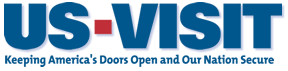 US-VISIT
Keeping America's Doors Open and Our Nation Secure